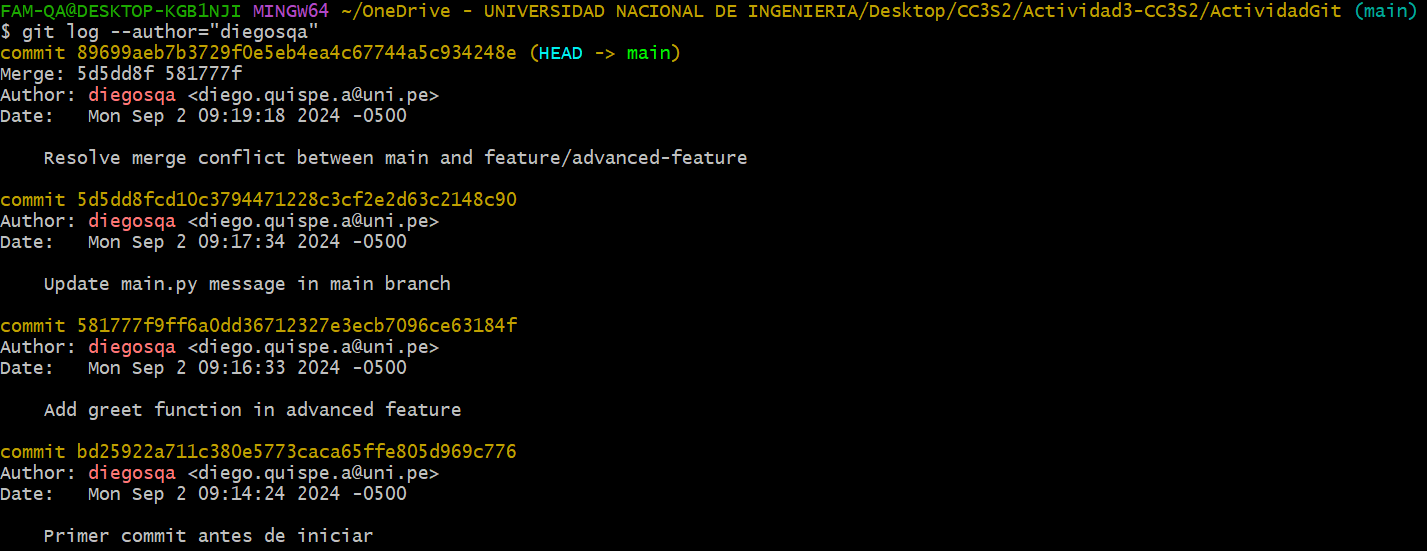 FAM-QA@DESKTOP-KGB1NJI MINGW64 ~/OneDrive - UNIVERSIDAD NACIONAL DE INGENIERIA/Desktop/CC3S2/Actividad3-CC3S2/ActividadGit (main)
$ git log --author="diegosqa"
commit 89699aeb7b3729f0e5eb4ea4c67744a5c934248e (HEAD -> main)
Merge: 5d5dd8f 581777f
Author: diegosqa <diego.quispe.a@uni.pe>
Date:   Mon Sep 2 09:19:18 2024 -0500

    Resolve merge conflict between main and feature/advanced-feature

commit 5d5dd8fcd10c3794471228c3cf2e2d63c2148c90
Author: diegosqa <diego.quispe.a@uni.pe>
Date:   Mon Sep 2 09:17:34 2024 -0500

    Update main.py message in main branch

commit 581777f9ff6a0dd36712327e3ecb7096ce63184f
Author: diegosqa <diego.quispe.a@uni.pe>
Date:   Mon Sep 2 09:16:33 2024 -0500

    Add greet function in advanced feature

commit bd25922a711c380e5773caca65ffe805d969c776
Author: diegosqa <diego.quispe.a@uni.pe>
Date:   Mon Sep 2 09:14:24 2024 -0500

    Primer commit antes de iniciar